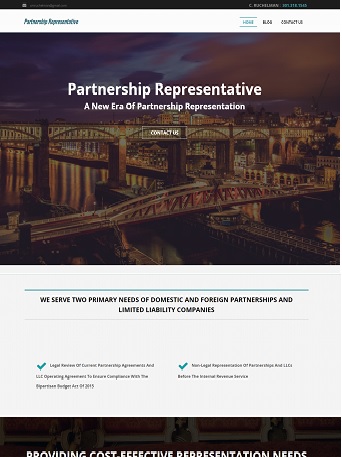 C. RUCHELMAN
Partnership Representative
HOME BLOG CONTACT US
Partnership Representative
A New Era Of Partnership Representation
CONTACT US
WE SERVE TWO PRIMARY NEEDS OF DOMESTIC AND FOREIGN PARTNERSHIPS AND
LIMITED LIABILITY COMPANIES
Legal Review Of Current Partnership Agreements And
LLC Operating Agreement To Ensure Compliance With The
Bipartisan Budget Act Of 2015
Non-Legal Representation Of Partnerships And LLCs
Before The Internal Revenue Service
PROVIDING COST-EFFECTIVE REPRESENTATION NEEDS